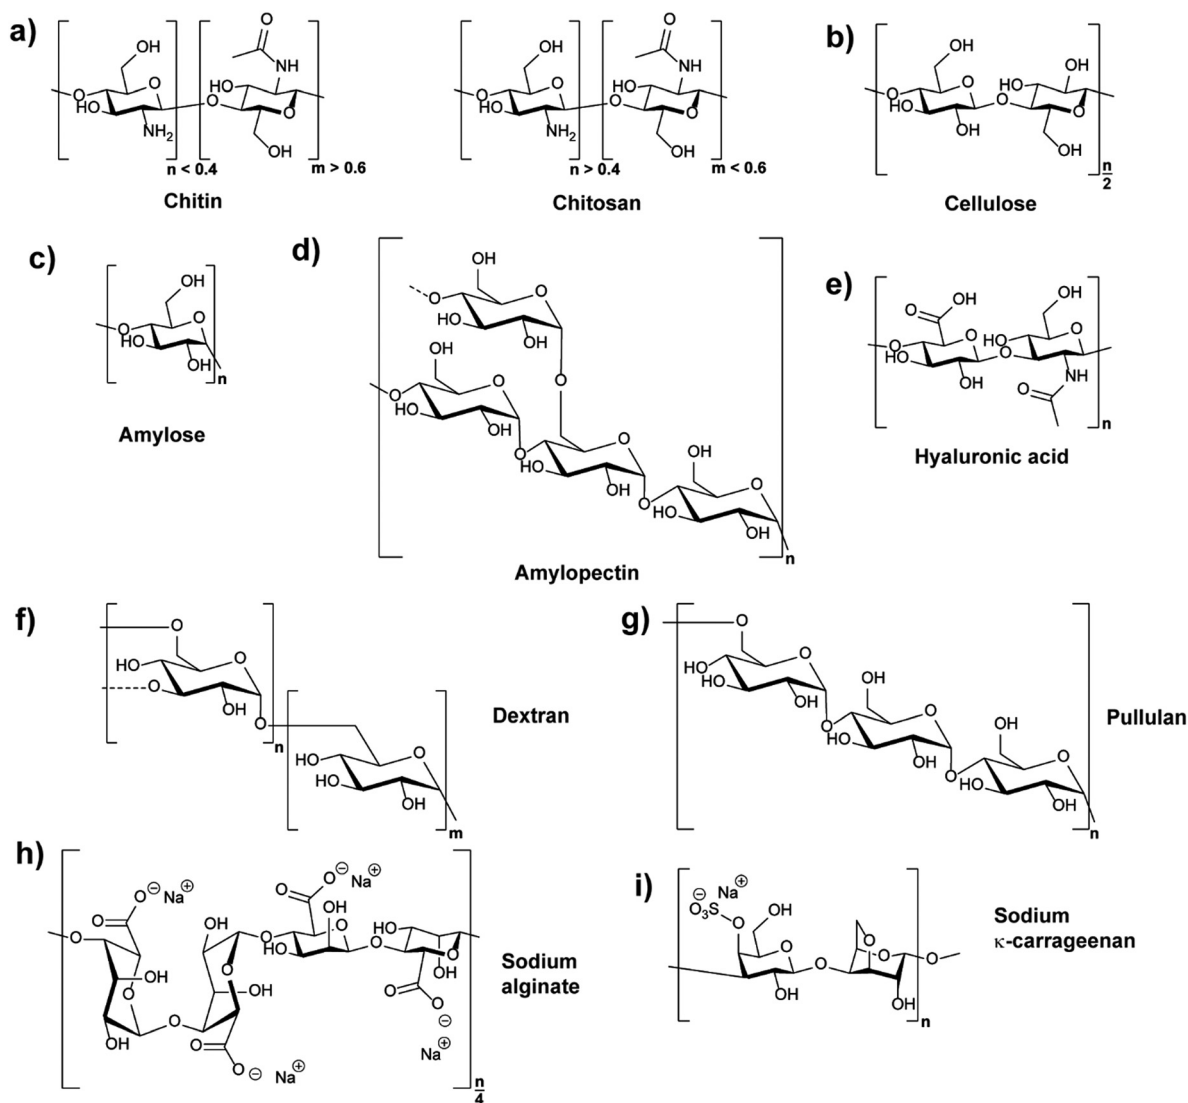 a)
OH
O
O
HO
NH2
n < 0.4
O
NH
HO
O
O
OH
m > 0.6
Chitin
OH
O
O
HO
NH2
n > 0.4
O
NH
HO
O
O
OH
m < 0.6
Chitosan
b)
OH
O
O
HO
OH
OH
HO
O
O
OH
n
2
Cellulose
c)
OH
O
O
HO
OH
n
Amylose
d)
OH
O
O
HO
OH
OH
O
O
O
HO
OH
O
O
HO
OH
OH
O
O
HO
OH
n
Amylopectin
e)
O
OH
O
O
HO
OH
OH
HO
O
O
NH
O
n
Hyaluronic acid
f)
O
HO
O
O
OH
O
n
HO
O
HO
OH
m
Dextran
g)
O
O
HO
HO
OH
OH
O
O
HO
OH
OH
O
O
HO
OH
n
Pullulan
h)
O
O
⊖
Na⊕
O
OH
O
OH
O
OH
O
OH
O
O
⊖
Na⊕
O
O
O
⊖
Na⊕
O
OH
O
HO
O
HO
O
OH
O
O
⊖
Na⊕
n
4
Sodium
alginate
i)
⊖
Na⊕
O3S
O
OH
O
OH
O
O
O
OH
O
n
Sodium
κ-carrageenan